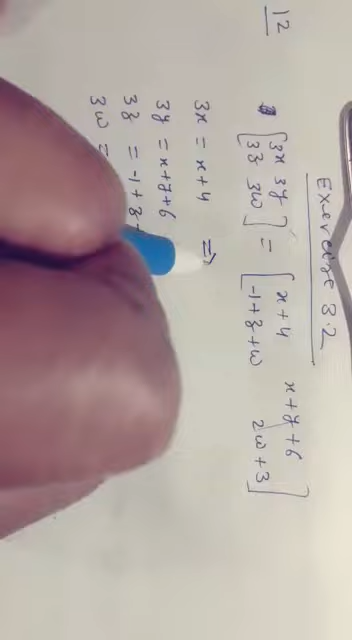 Exercise 3.2
12
[3x 3y
3z 3w] = [x+4 x+y+6
-1+z+w 2w+3]
3x = x+4 ⇒
3y = x+y+6
3z = -1+z+
3w =